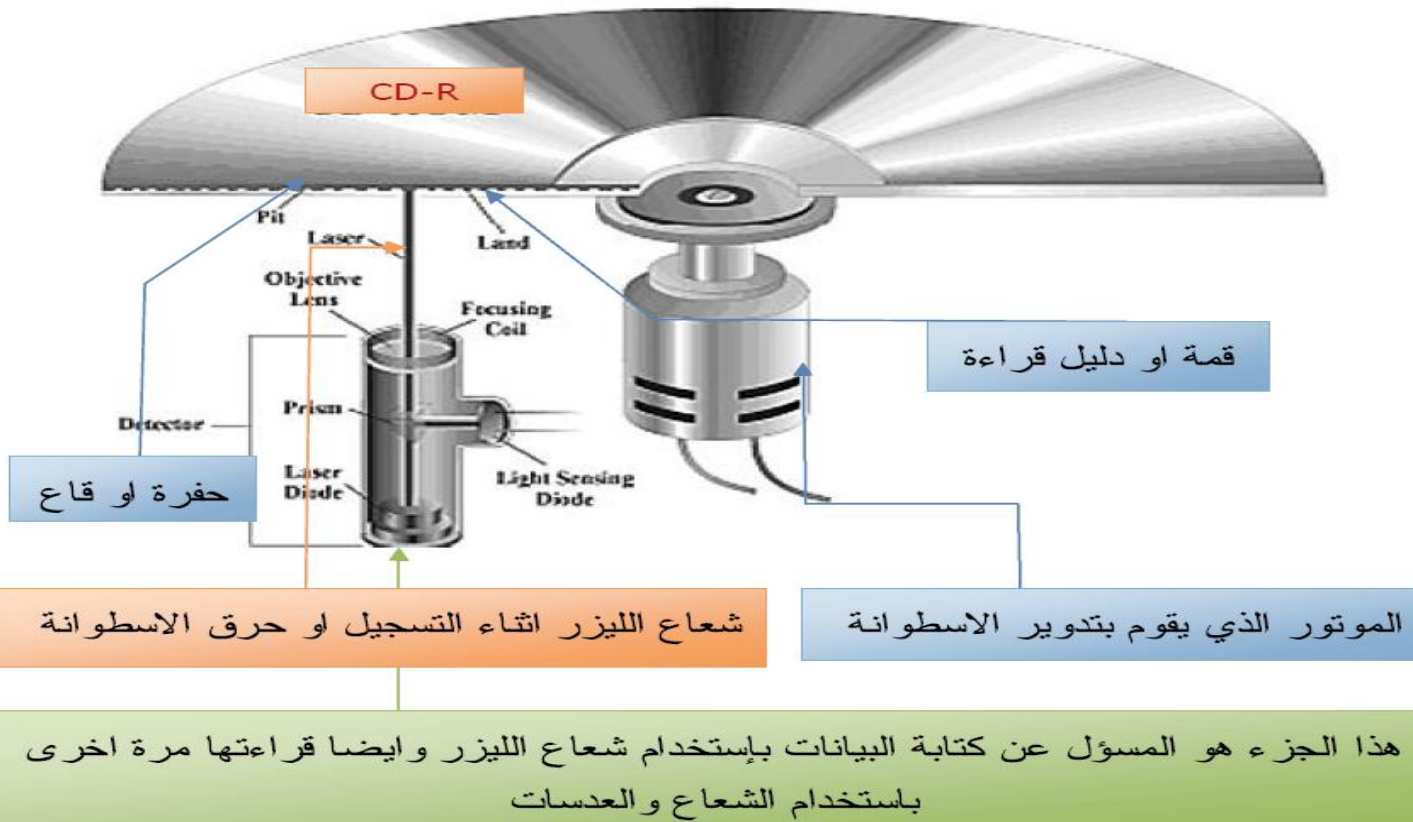 CD-R
Pit
Land
Laser
Objective
Lens
Focusing
Coil
قمة او دليل قراءة
Prism
Detector
Laser
Diode
Light Sensing
Diode
حفرة او قاع
شعاع الليزر اثناء التسجيل او حرق الاسطوانة
الموتور الذي يقوم بتدوير الاسطوانة
هذا الجزء هو المسؤل عن كتابة البيانات بإستخدام شعاع الليزر وايضا قراءتها مرة اخرى
باستخدام الشعاع والعدسات